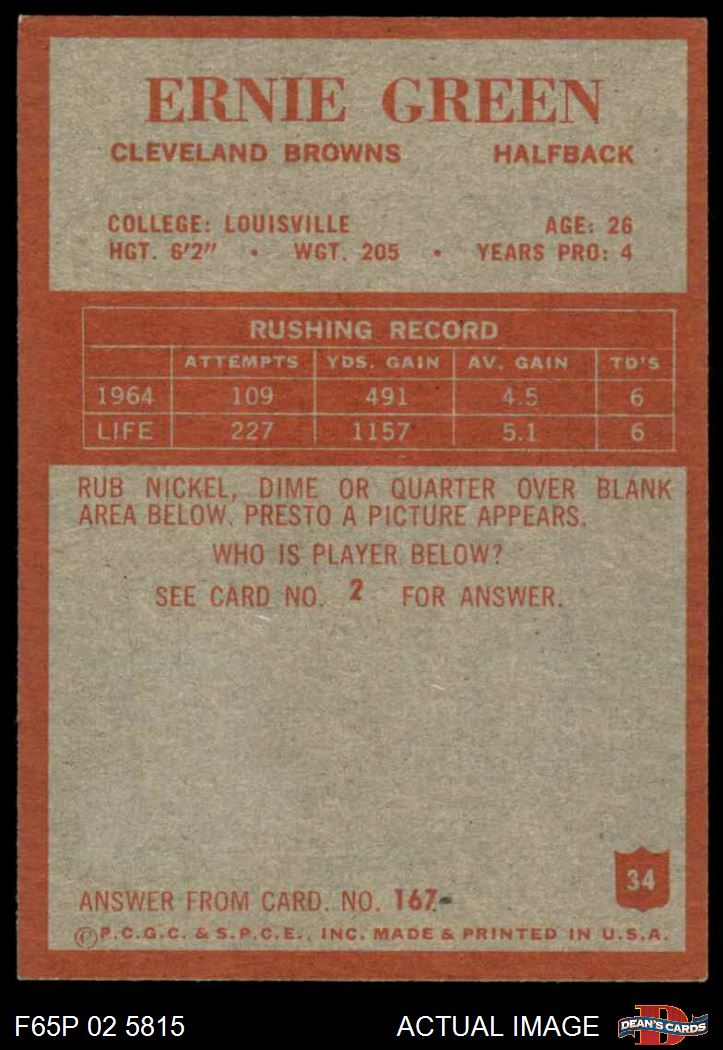 ERNIE GREEN
CLEVELAND BROWNS HALFBACK
COLLEGE: LOUISVILLE AGE: 26
HGT. 6'2" • WGT. 205 • YEARS PRO: 4
RUSHING RECORD
ATTEMPTS YDS. GAIN AV. GAIN TD'S
1964 109 491 4.5 6
LIFE 227 1157 5.1 6
RUB NICKEL, DIME OR QUARTER OVER BLANK
AREA BELOW. PRESTO A PICTURE APPEARS.
WHO IS PLAYER BELOW?
SEE CARD NO. 2 FOR ANSWER.
34
ANSWER FROM CARD. NO. 167
©P.C.G.C. & S.P.C.E., INC. MADE & PRINTED IN U.S.A.
F65P 02 5815 ACTUAL IMAGE
D
DEAN'S CARDS